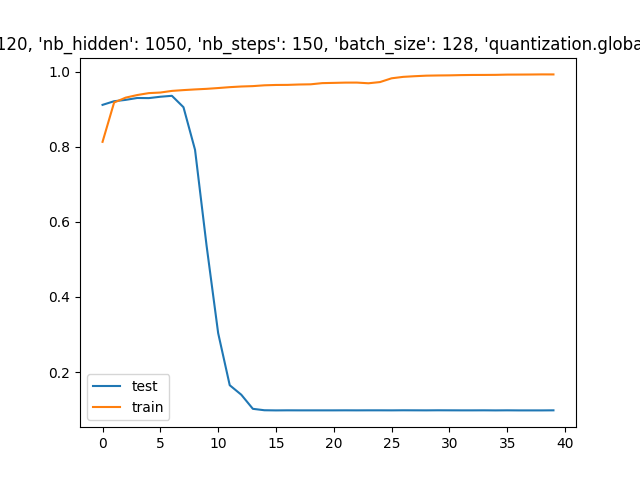 120, 'nb_hidden': 1050, 'nb_steps': 150, 'batch_size': 128, 'quantization.globa
1.0
0.8
0.6
0.4
0.2
test
train
0 5 10 15 20 25 30 35 40